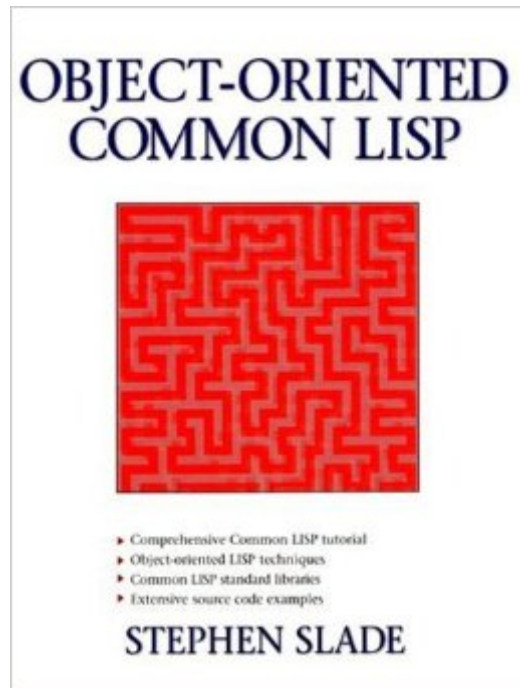 OBJECT-ORIENTED
COMMON LISP
Comprehensive Common LISP tutorial
Object-oriented LISP techniques
Common LISP standard libraries
Extensive source code examples
STEPHEN SLADE